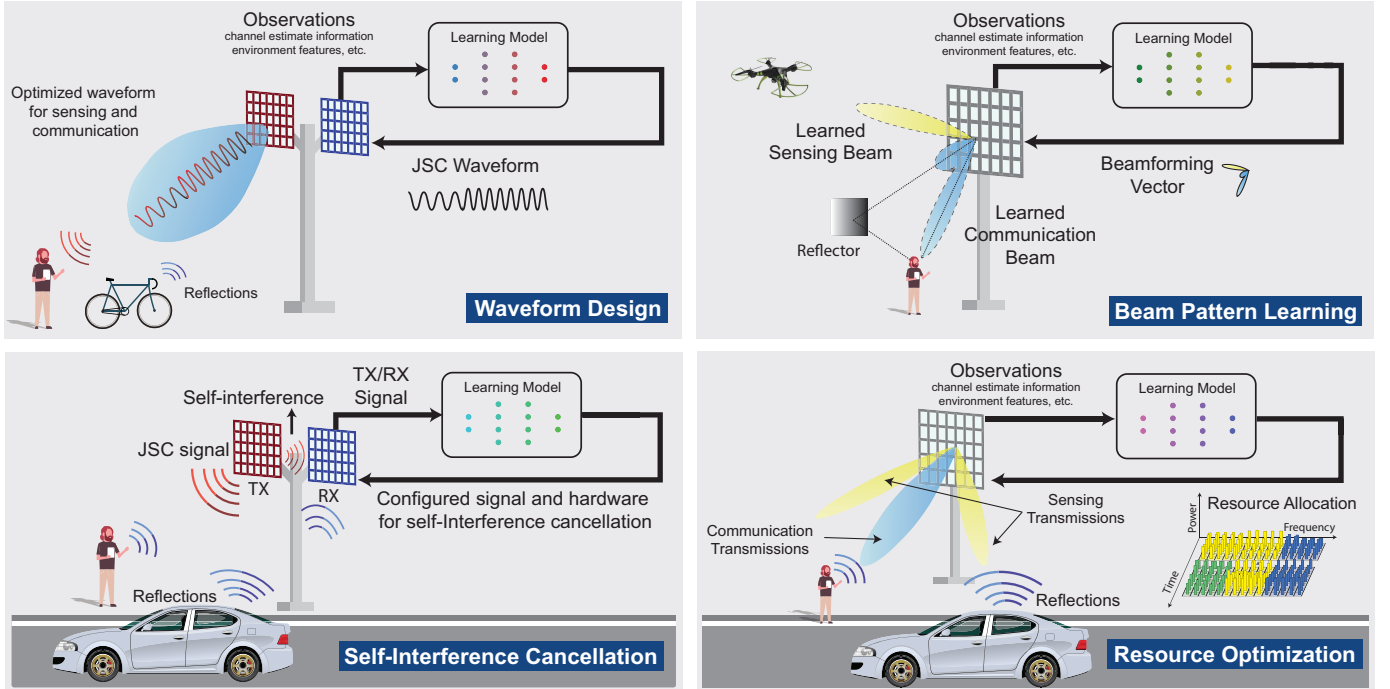 Observations
channel estimate information
environment features, etc.
Learning Model
Optimized waveform
for sensing and
communication
JSC Waveform
Reflections
Waveform Design
Observations
channel estimate information
environment features, etc.
Learning Model
Learned
Sensing Beam
Beamforming
Vector
Learned
Communication
Beam
Reflector
Beam Pattern Learning
TX/RX
Signal
Learning Model
Self-interference
JSC signal
TX
RX
Configured signal and hardware
for self-Interference cancellation
Reflections
Self-Interference Cancellation
Observations
channel estimate information
environment features, etc.
Learning Model
Sensing
Transmissions
Communication
Transmissions
Resource Allocation
Power
Frequency
Time
Reflections
Resource Optimization